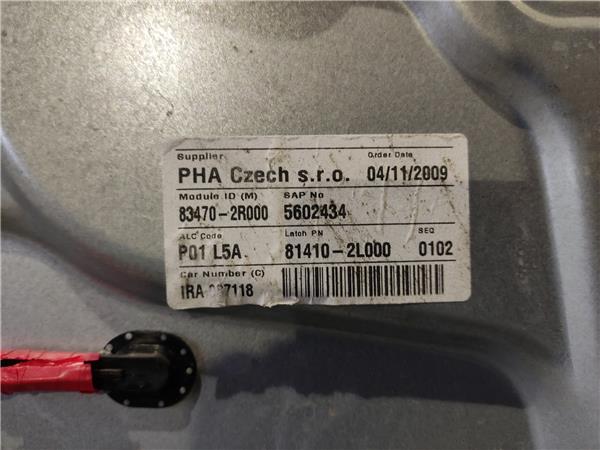 Supplier Order Date
PHA Czech s.r.o. 04/11/2009
Module ID (M) SAP No
83470-2R000 5602434
ALC Code Latch PN SEQ
P01 L5A 81410-2L000 0102
Car Number (C)
IRA 7118